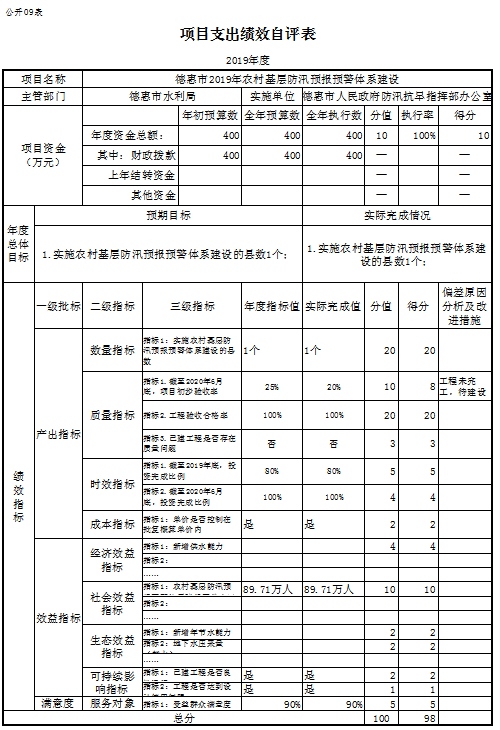 公开09表
项目支出绩效自评表
2019年度
项目名称 德惠市2019年农村基层防汛预报预警体系建设
主管部门 德惠市水利局 实施单位 德惠市人民政府防汛抗旱指挥部办公室
项目资金（万元） 年初预算数 全年预算数 全年执行数 分值 执行率 得分
年度资金总额： 400 400 400 10 100% 10
其中：财政拨款 400 400 400 — —
上年结转资金 — —
其他资金 — —
年度总体目标 预期目标 实际完成情况
1.实施农村基层防汛预报预警体系建设的县数1个； 1.实施农村基层防汛预报预警体系建设的县数1个；
绩效指标 一级批标 二级指标 三级指标 年度指标值 实际完成值 分值 得分 偏差原因分析及改进措施
产出指标 数量指标 指标1：实施农村基层防汛预报预警体系建设的县数 1个 1个 20 20
质量指标 指标1.截至2020年6月底，项目初步验收率 25% 20% 10 8 工程未完工，待建设
指标2.工程验收合格率 100% 100% 20 20
指标3.已建工程是否存在质量问题 否 否 3 3
时效指标 指标1.截至2019年底，投资完成比例 80% 80% 5 5
指标2.截至2020年6月底，投资完成比例 100% 100% 4 4
成本指标 指标1：单价是否控制在批复概算单价内 是 是 2 2
效益指标 经济效益指标 指标1：新增供水能力 4 4
指标2：
……
社会效益指标 指标1：农村基层防汛预 89.71万人 89.71万人 10 10
指标2：
……
生态效益指标 指标1：新增年节水能力 2 2
指标2：地下水压采量 2 2
……
可持续影响指标 指标1：已建工程是否良 是 是 2 2
指标2：工程是否达到设 是 是 1 1
满意度 服务对象 指标1：受益群众满意度 90% 90% 5 5
总分 100 98